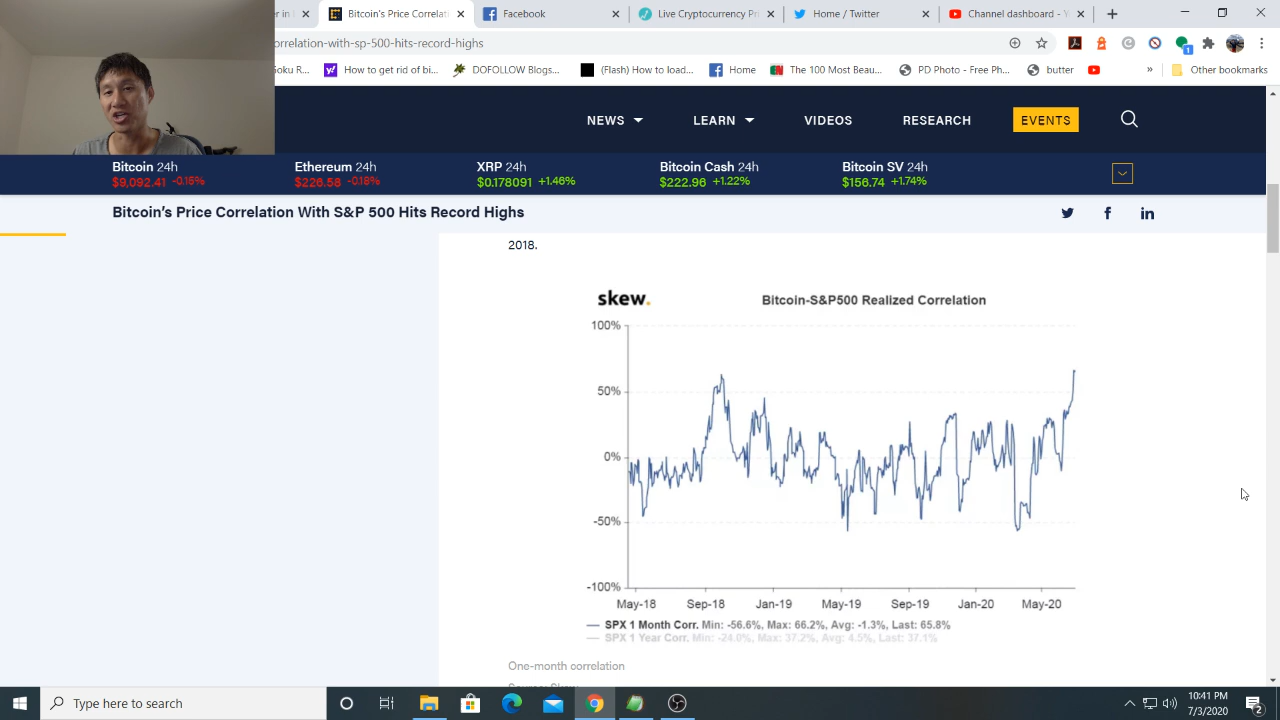 er in
Bitcoin's Price Correlat
Facebook
Live Cryptocurrency P
Home / Twitter
Channel dashboard - Y
orrelation-with-sp-500-hits-record-highs
oku R...
How to get rid of bi...
DOFOLLOW Blogs...
(Flash) How to load...
Home
The 100 Most Beau...
PD Photo - Free Ph...
butter
»
Other bookmarks
NEWS
LEARN
VIDEOS
RESEARCH
EVENTS
Bitcoin 24h
$9,092.41 -0.15%
Ethereum 24h
$226.58 -0.18%
XRP 24h
$0.178091 +1.46%
Bitcoin Cash 24h
$222.96 +1.22%
Bitcoin SV 24h
$156.74 +1.74%
Bitcoin's Price Correlation With S&P 500 Hits Record Highs
2018.
skew.
Bitcoin-S&P500 Realized Correlation
100%
50%
0%
-50%
-100%
May-18 Sep-18 Jan-19 May-19 Sep-19 Jan-20 May-20
SPX 1 Month Corr. Min: -56.6%, Max: 66.2%, Avg: -1.3%, Last: 65.8%
SPX 1 Year Corr. Min: -24.0%, Max: 37.2%, Avg: 4.5%, Last: 37.1%
One-month correlation
Type here to search
10:41 PM
7/3/2020
2